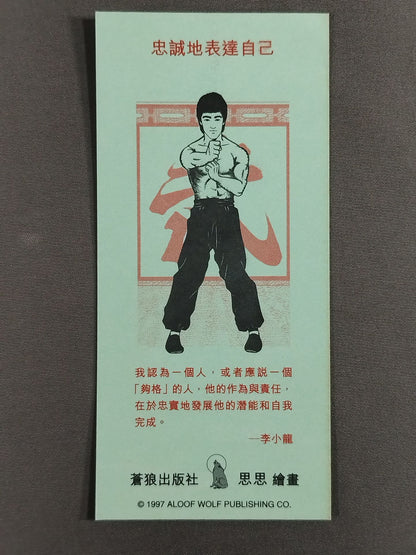 忠誠地表達自己
武
我認為一個人，或者應説一個
「夠格」的人，他的作為與責任，
在於忠實地發展他的潛能和自我
完成。
—李小龍
蒼狼出版社 思思 繪畫
© 1997 ALOOF WOLF PUBLISHING CO.